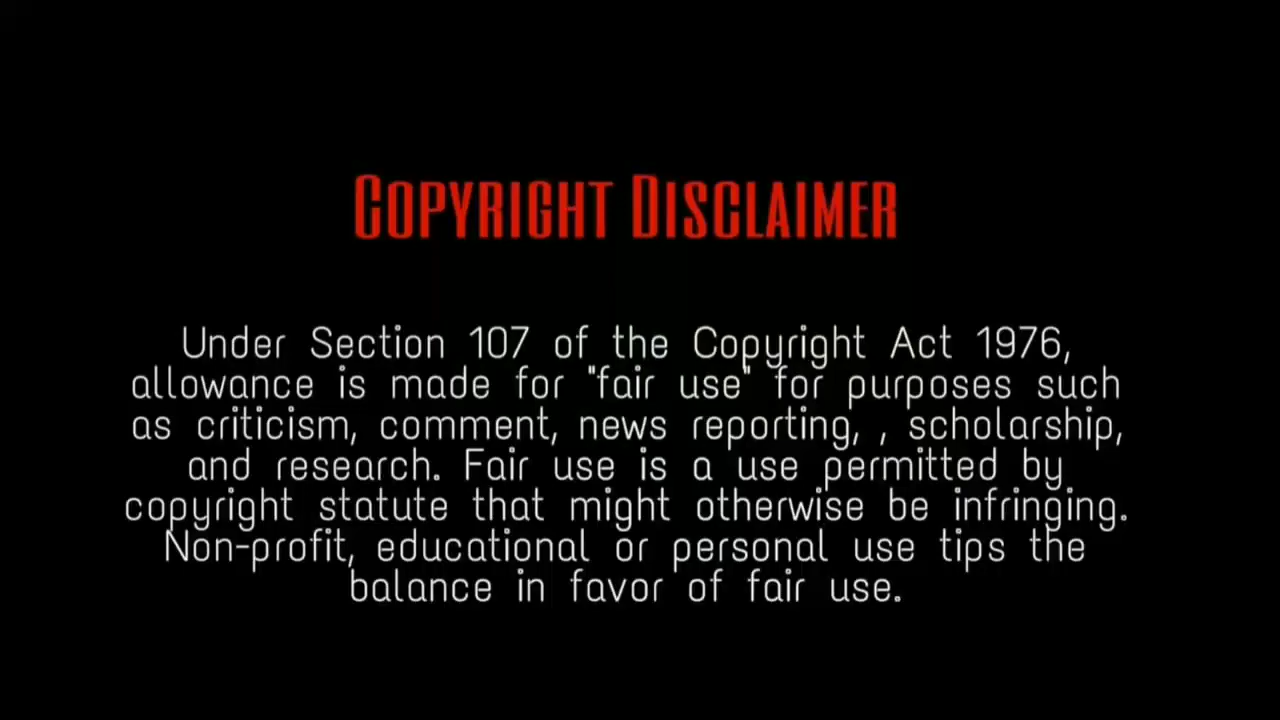 Copyright Disclaimer
Under Section 107 of the Copyright Act 1976,
allowance is made for "fair use" for purposes such
as criticism, comment, news reporting, , scholarship,
and research. Fair use is a use permitted by
copyright statute that might otherwise be infringing.
Non-profit, educational or personal use tips the
balance in favor of fair use.